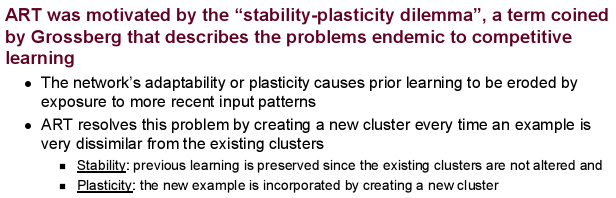 ART was motivated by the “stability-plasticity dilemma”, a term coined
by Grossberg that describes the problems endemic to competitive
learning
• The network’s adaptability or plasticity causes prior learning to be eroded by
exposure to more recent input patterns
• ART resolves this problem by creating a new cluster every time an example is
very dissimilar from the existing clusters
▪ Stability: previous learning is preserved since the existing clusters are not altered and
▪ Plasticity: the new example is incorporated by creating a new cluster